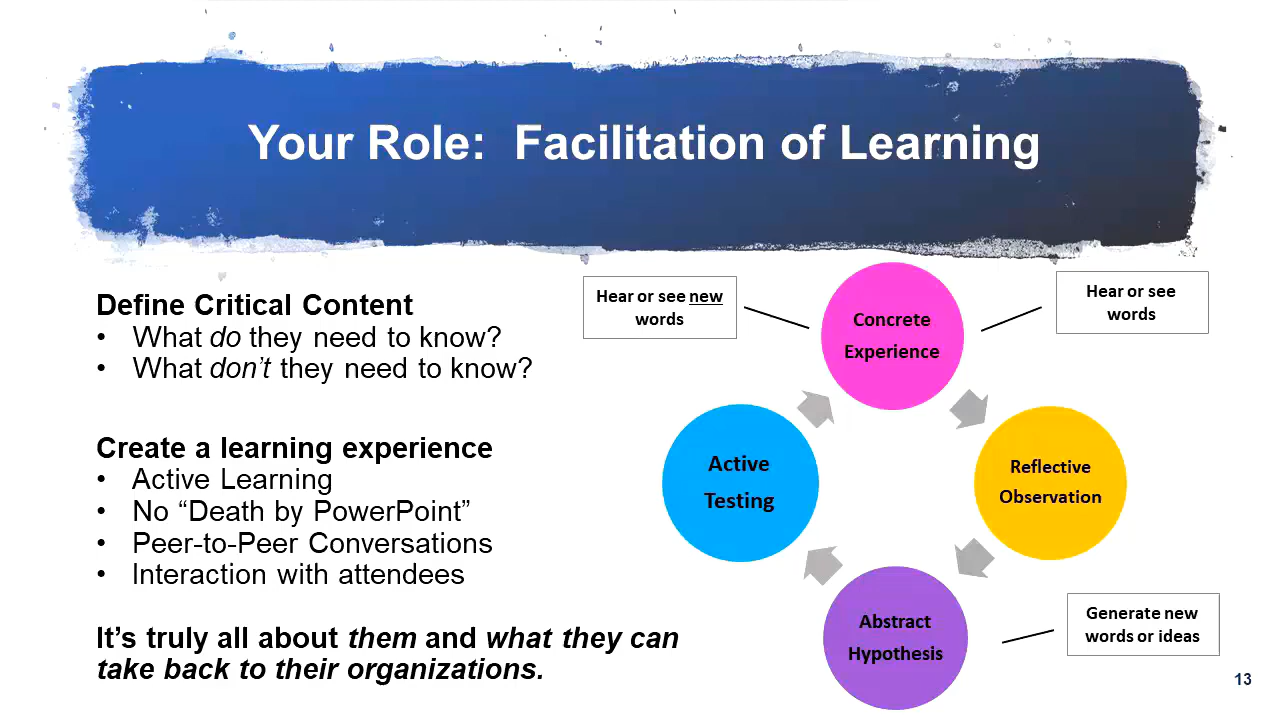 Your Role: Facilitation of Learning
Define Critical Content
• What do they need to know?
• What don’t they need to know?
Create a learning experience
• Active Learning
• No “Death by PowerPoint”
• Peer-to-Peer Conversations
• Interaction with attendees
It’s truly all about them and what they can
take back to their organizations.
Hear or see new
words
Concrete
Experience
Hear or see
words
Reflective
Observation
Abstract
Hypothesis
Generate new
words or ideas
Active
Testing
13